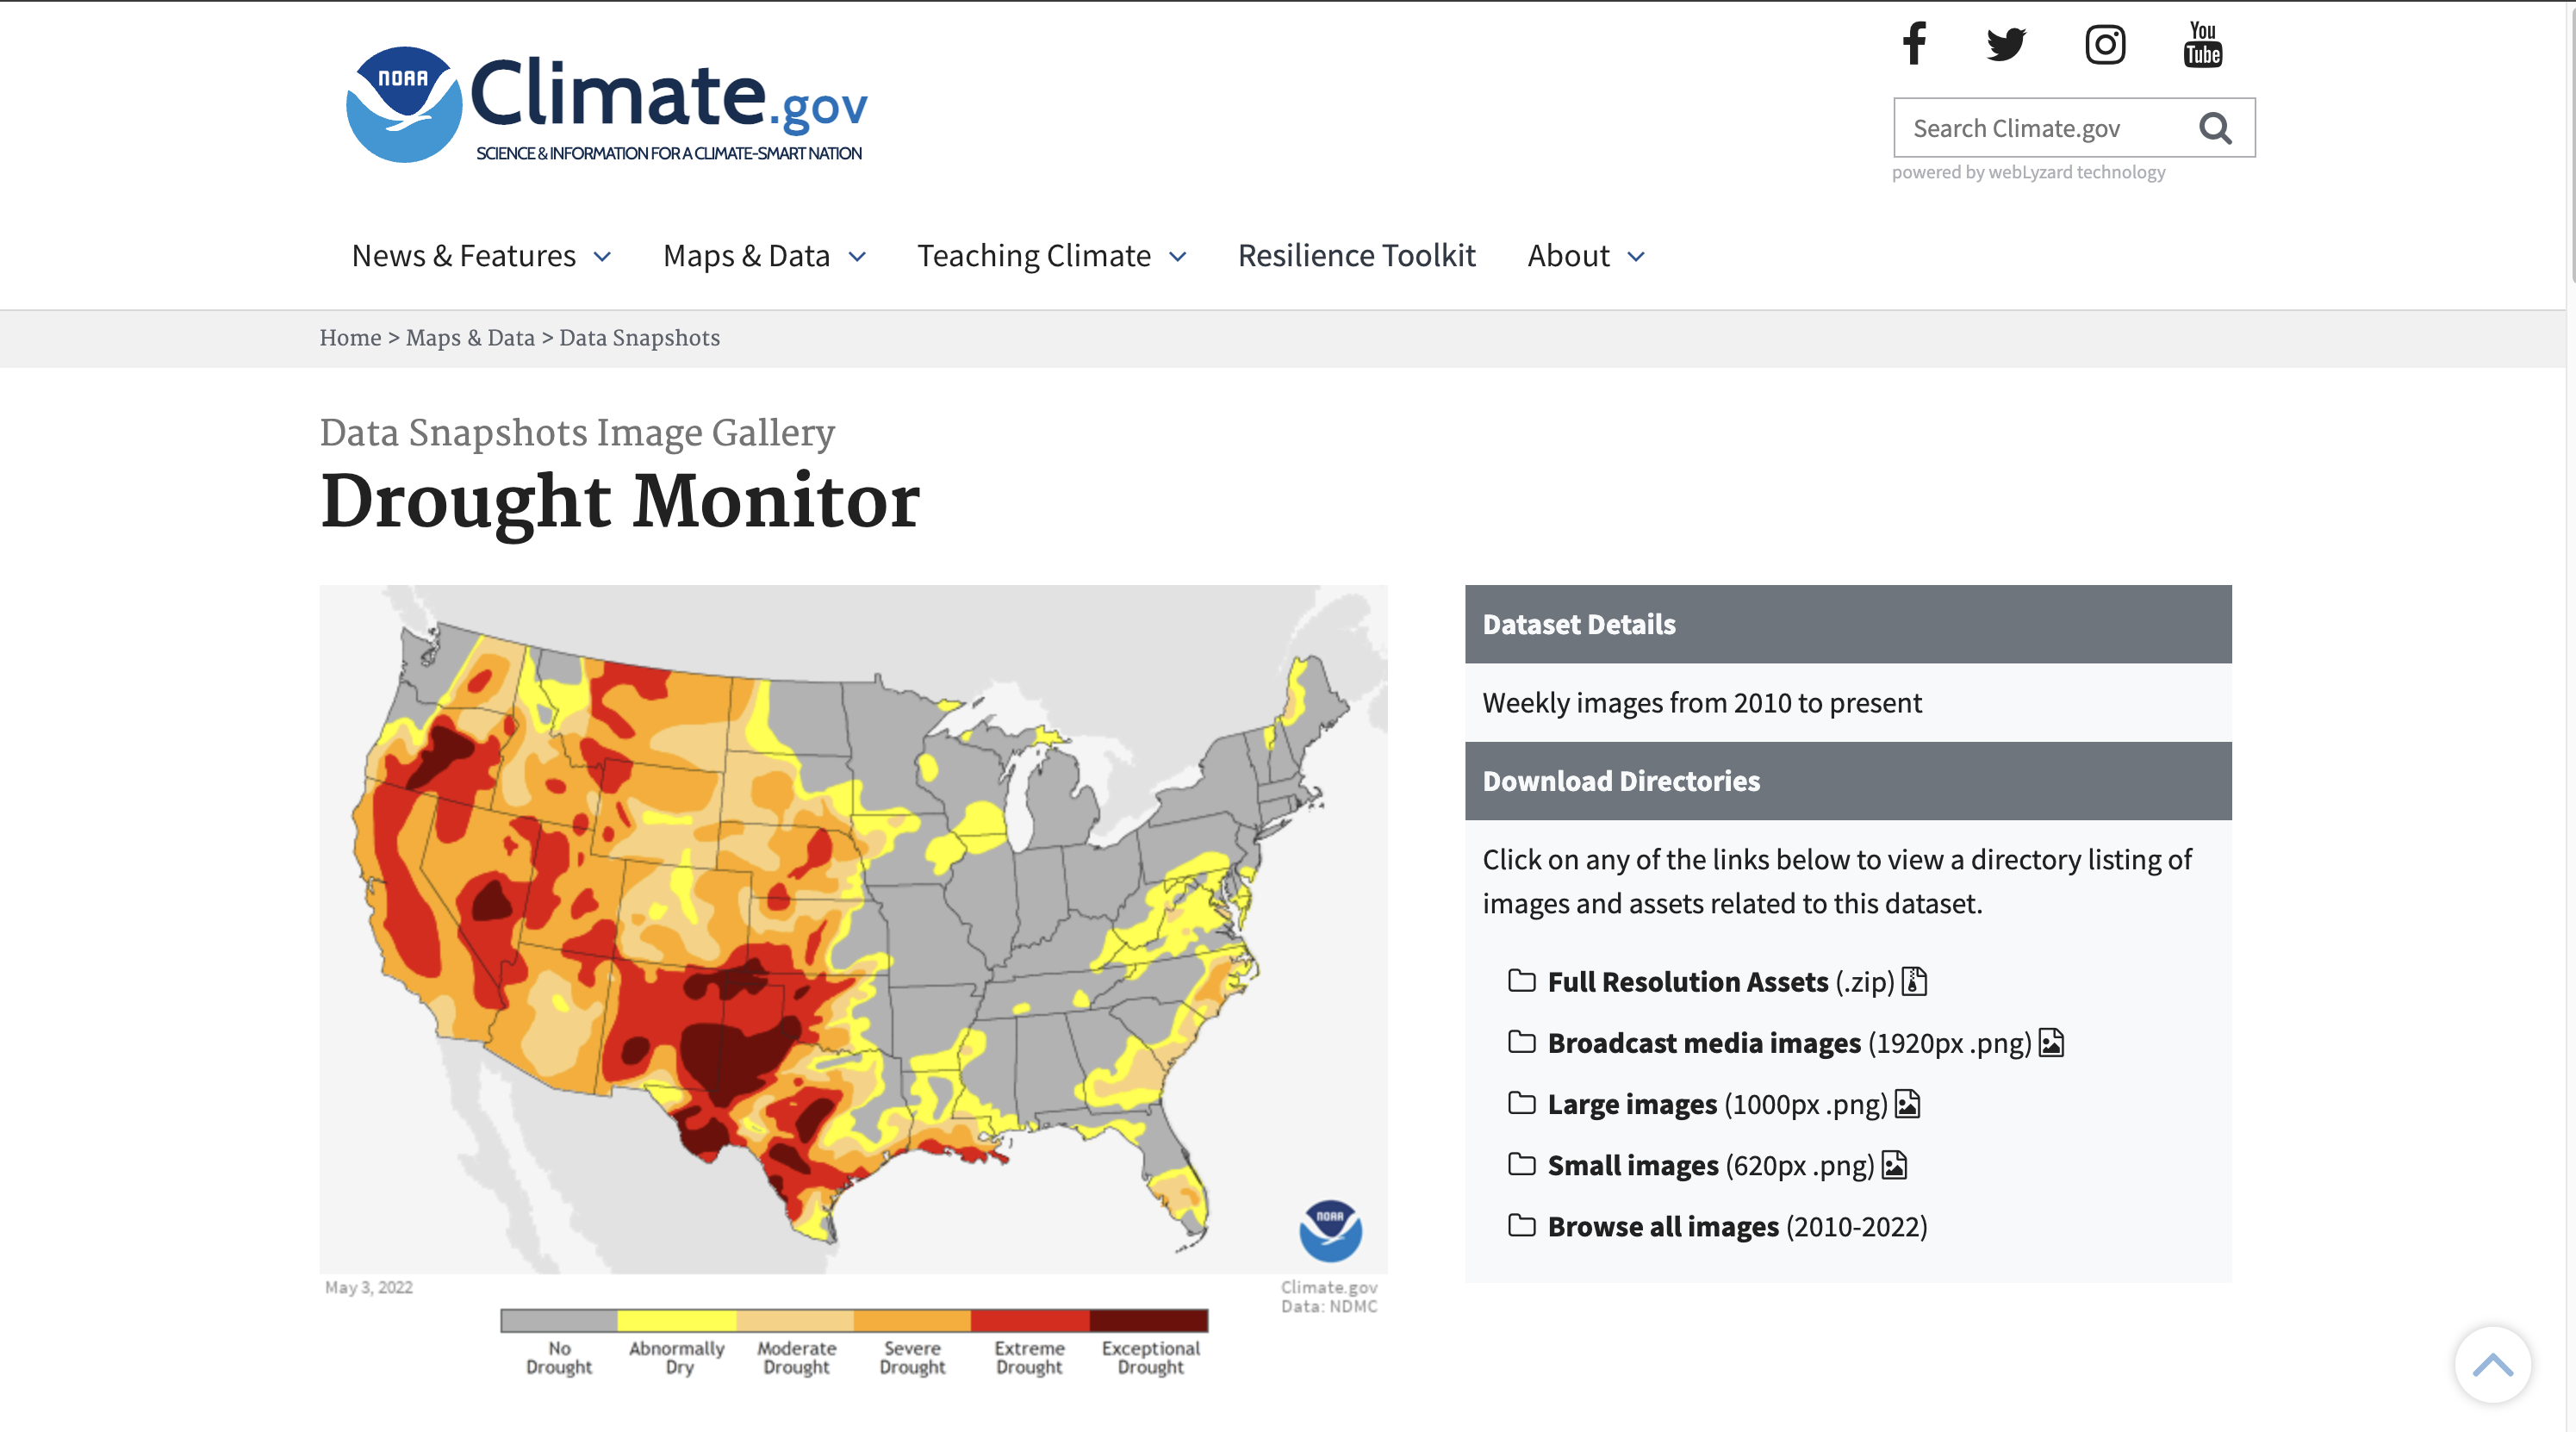 NOAA
Climate.gov
SCIENCE & INFORMATION FOR A CLIMATE-SMART NATION
You
Tube
Search Climate.gov
powered by webLyzard technology
News & Features
Maps & Data
Teaching Climate
Resilience Toolkit
About
Home > Maps & Data > Data Snapshots
Data Snapshots Image Gallery
Drought Monitor
NOAA
May 3, 2022
Climate.gov
Data: NDMC
No
Drought
Abnormally
Dry
Moderate
Drought
Severe
Drought
Extreme
Drought
Exceptional
Drought
Dataset Details
Weekly images from 2010 to present
Download Directories
Click on any of the links below to view a directory listing of
images and assets related to this dataset.
Full Resolution Assets (.zip)
Broadcast media images (1920px .png)
Large images (1000px .png)
Small images (620px .png)
Browse all images (2010-2022)